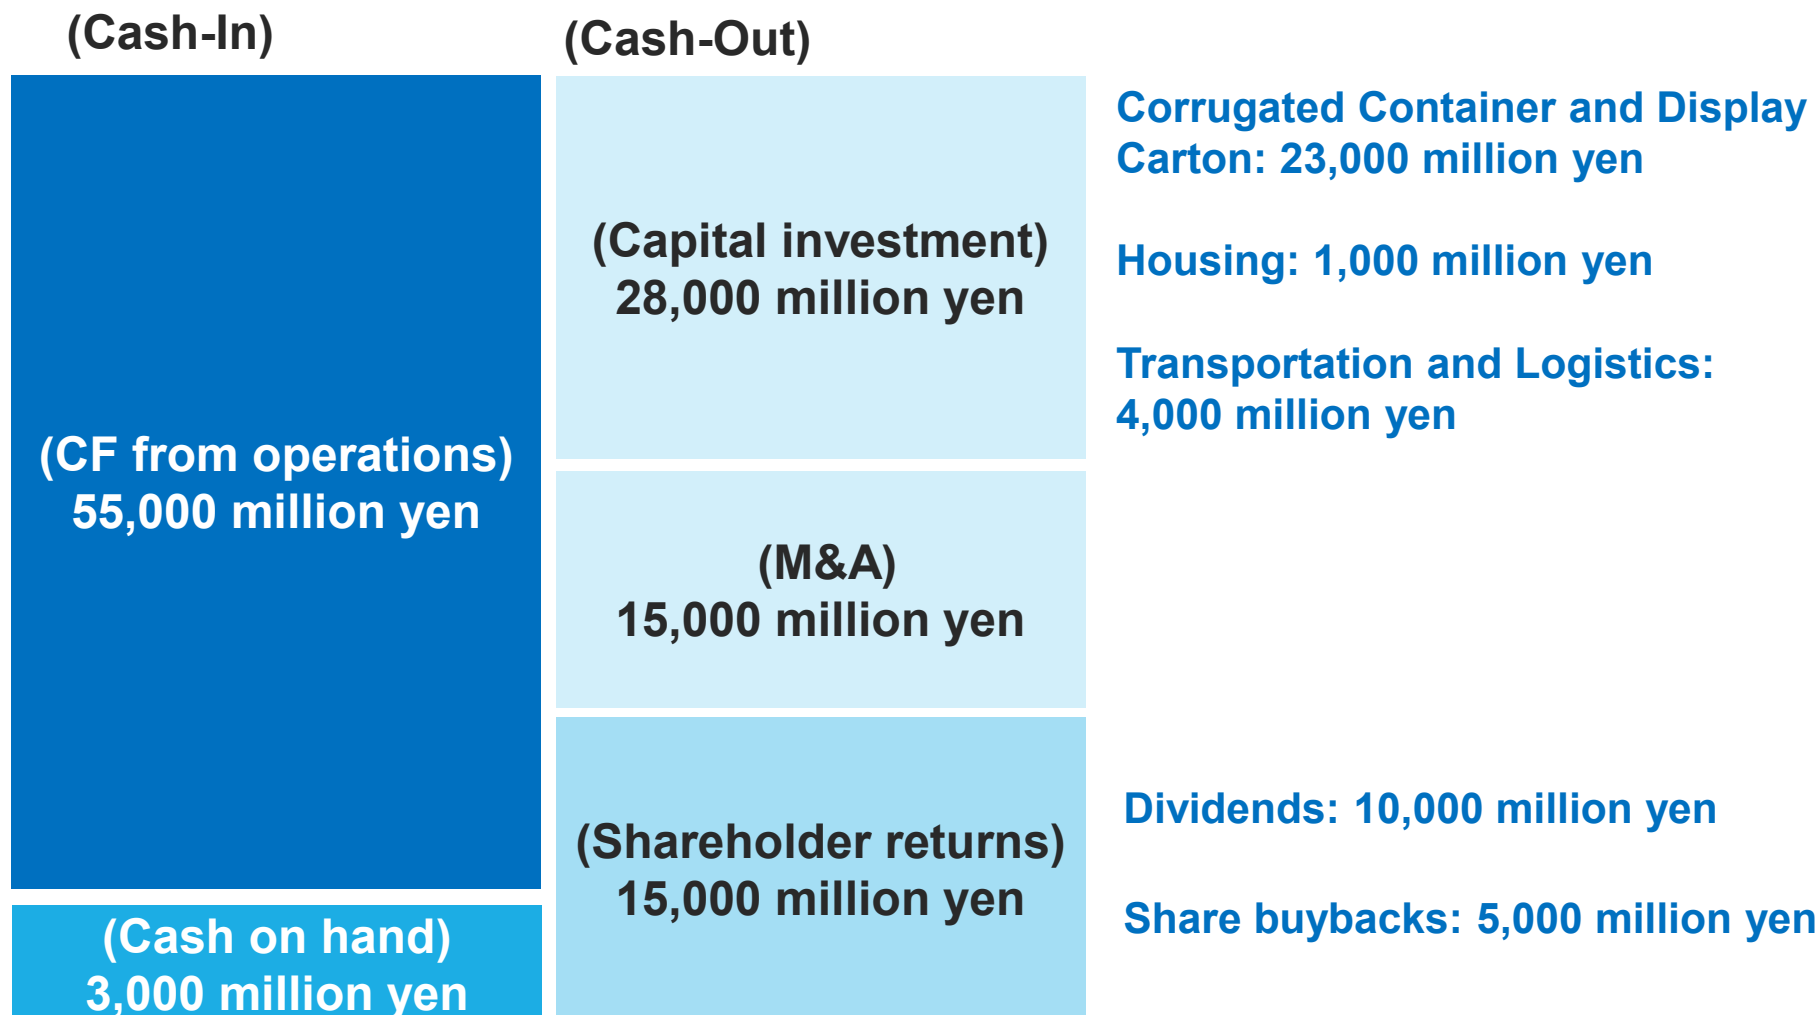 (Cash-In)
(CF from operations)
55,000 million yen
(Cash on hand)
3,000 million yen
(Cash-Out)
(Capital investment)
28,000 million yen
Corrugated Container and Display
Carton: 23,000 million yen
Housing: 1,000 million yen
Transportation and Logistics:
4,000 million yen
(M&A)
15,000 million yen
(Shareholder returns)
15,000 million yen
Dividends: 10,000 million yen
Share buybacks: 5,000 million yen